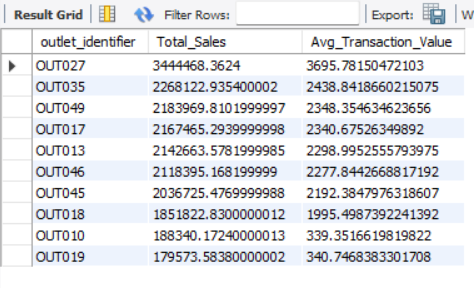 Result Grid Filter Rows: Export: W
outlet_identifier Total_Sales Avg_Transaction_Value
OUT027 3444468.3624 3695.78150472103
OUT035 2268122.935400002 2438.8418660215075
OUT049 2183969.8101999997 2348.354634623656
OUT017 2167465.2939999998 2340.67526349892
OUT013 2142663.5781999985 2298.9952555793975
OUT046 2118395.168199999 2277.8442668817192
OUT045 2036725.4769999988 2192.3847976318607
OUT018 1851822.8300000012 1995.4987392241392
OUT010 188340.17240000013 339.3516619819822
OUT019 179573.58380000002 340.7468383301708